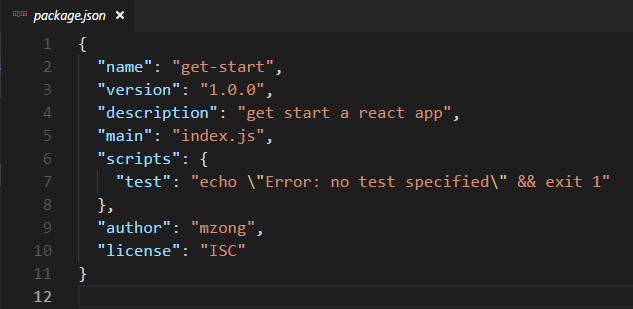 package.json ×
1 {
2   "name": "get-start",
3   "version": "1.0.0",
4   "description": "get start a react app",
5   "main": "index.js",
6   "scripts": {
7     "test": "echo \"Error: no test specified\" && exit 1"
8   },
9   "author": "mzong",
10   "license": "ISC"
11 }
12